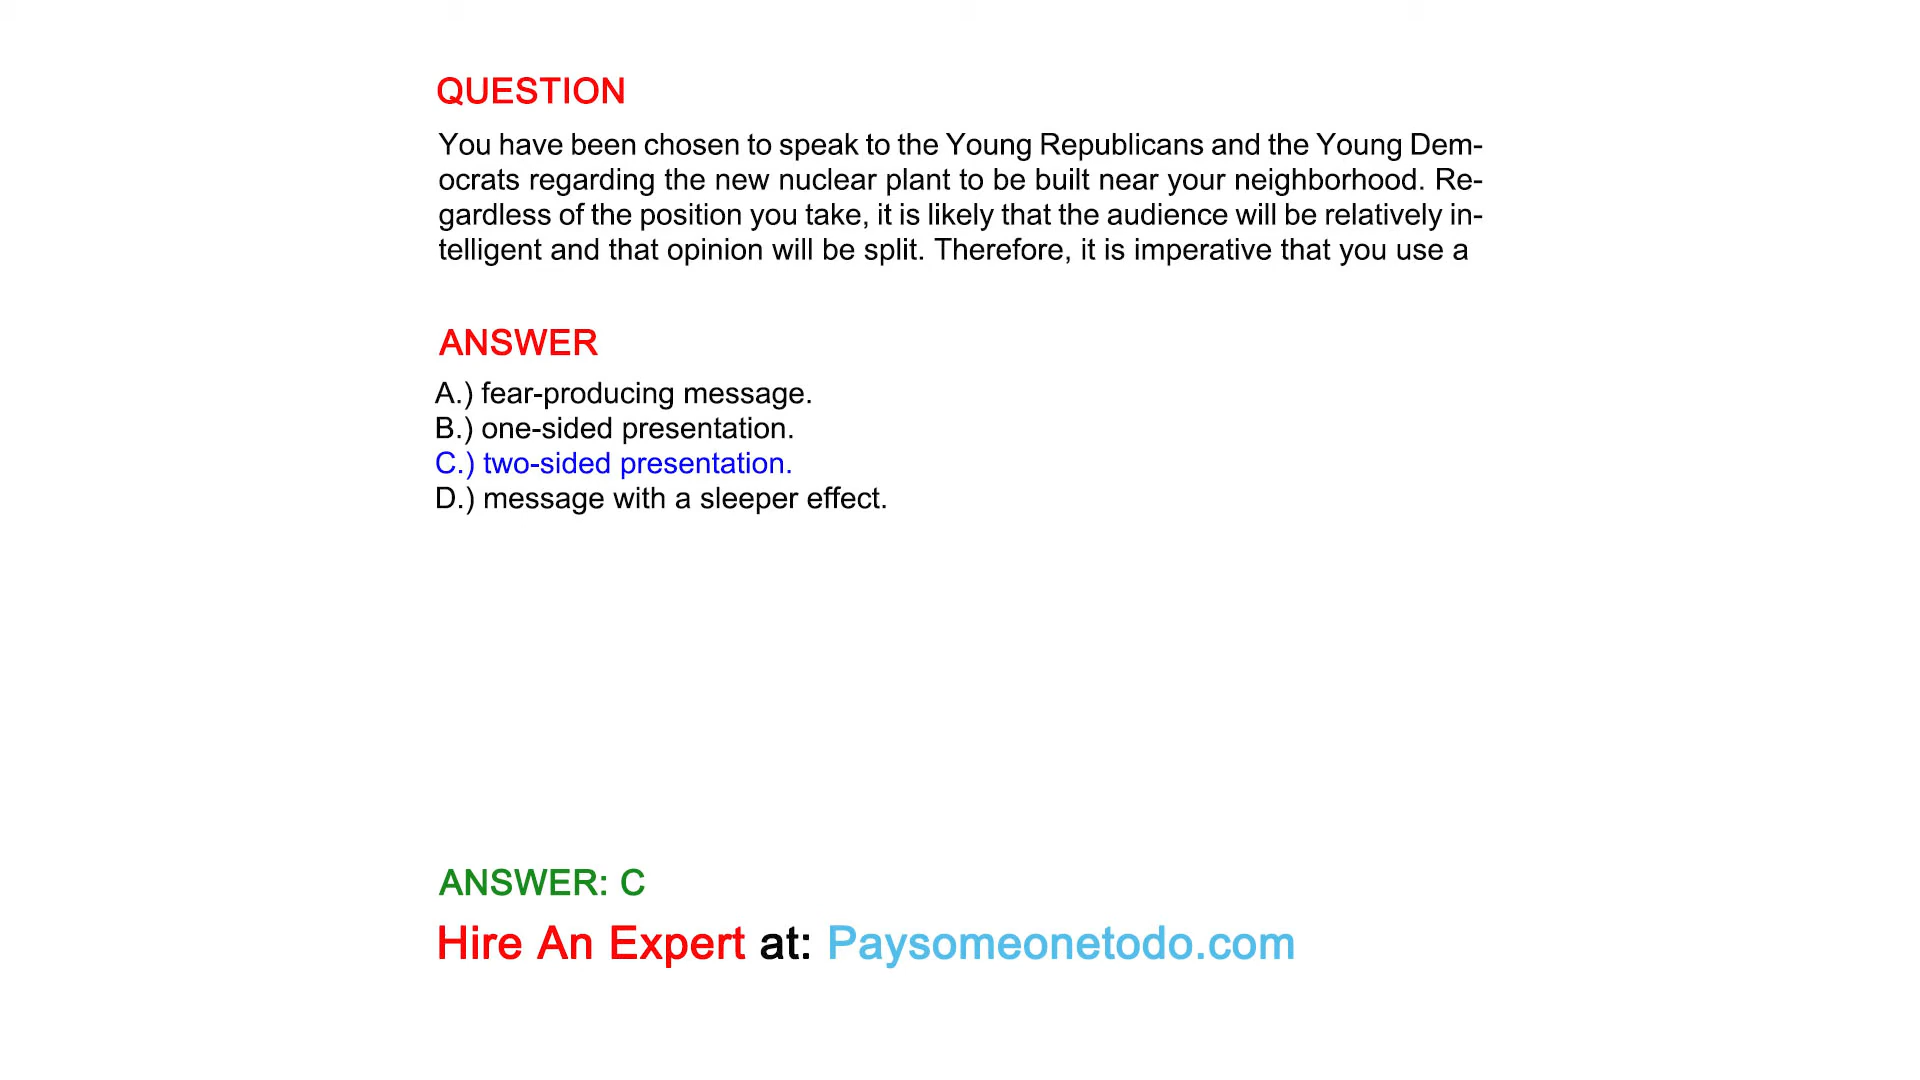 QUESTION
You have been chosen to speak to the Young Republicans and the Young Dem-
ocrats regarding the new nuclear plant to be built near your neighborhood. Re-
gardless of the position you take, it is likely that the audience will be relatively in-
telligent and that opinion will be split. Therefore, it is imperative that you use a
ANSWER
A.) fear-producing message.
B.) one-sided presentation.
C.) two-sided presentation.
D.) message with a sleeper effect.
ANSWER: C
Hire An Expert at: Paysomeonetodo.com